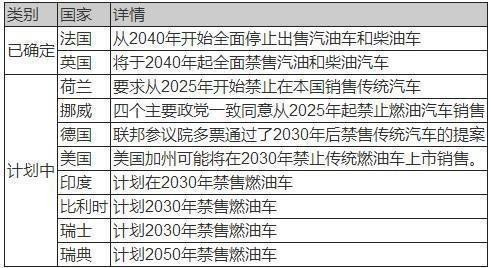 类别 国家 详情
已确定 法国 从2040年开始全面停止出售汽油车和柴油车
英国 将于2040年起全面禁售汽油和柴油汽车
计划中 荷兰 要求从2025年开始禁止在本国销售传统汽车
挪威 四个主要政党一致同意从2025年起禁止燃油汽车销售
德国 联邦参议院多票通过了2030年后禁售传统汽车的提案
美国 美国加州可能将在2030年禁止传统燃油车上市销售。
印度 计划在2030年禁售燃油车
比利时 计划2030年禁售燃油车
瑞士 计划2030年禁售燃油车
瑞典 计划2050年禁售燃油车